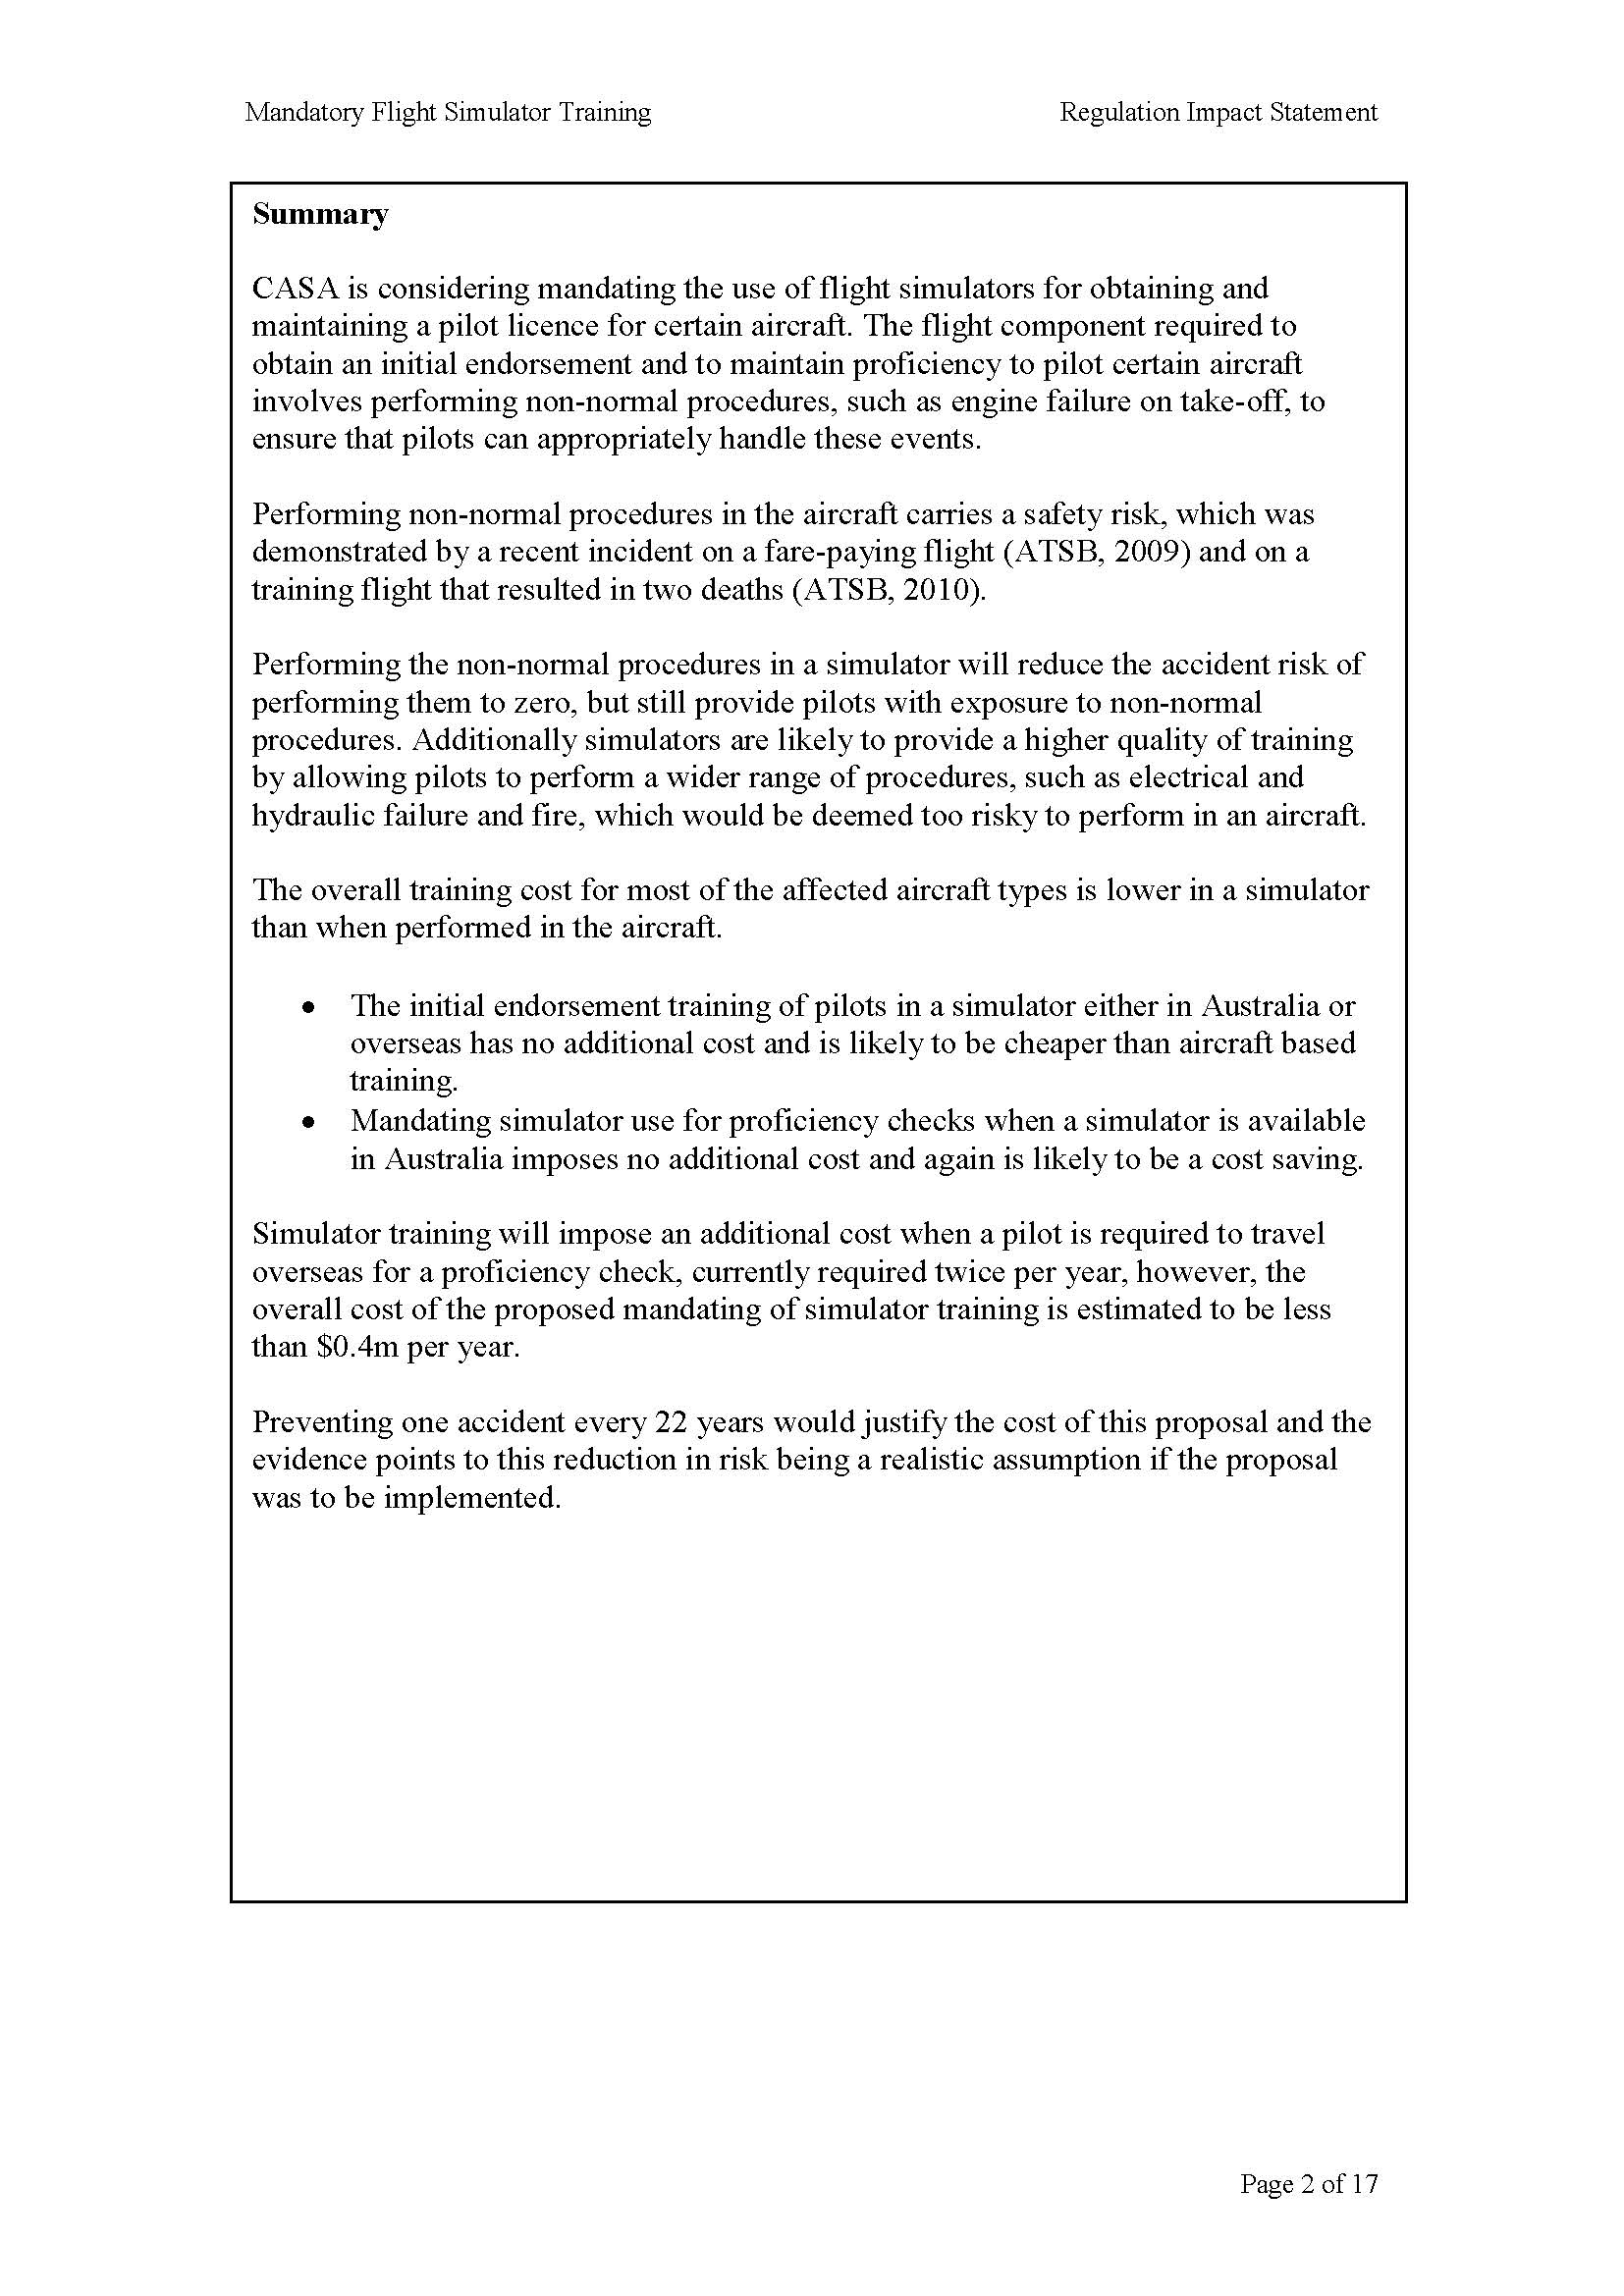 Mandatory Flight Simulator Training Regulation Impact Statement
Summary
CASA is considering mandating the use of flight simulators for obtaining and
maintaining a pilot licence for certain aircraft. The flight component required to
obtain an initial endorsement and to maintain proficiency to pilot certain aircraft
involves performing non-normal procedures, such as engine failure on take-off, to
ensure that pilots can appropriately handle these events.
Performing non-normal procedures in the aircraft carries a safety risk, which was
demonstrated by a recent incident on a fare-paying flight (ATSB, 2009) and on a
training flight that resulted in two deaths (ATSB, 2010).
Performing the non-normal procedures in a simulator will reduce the accident risk of
performing them to zero, but still provide pilots with exposure to non-normal
procedures. Additionally simulators are likely to provide a higher quality of training
by allowing pilots to perform a wider range of procedures, such as electrical and
hydraulic failure and fire, which would be deemed too risky to perform in an aircraft.
The overall training cost for most of the affected aircraft types is lower in a simulator
than when performed in the aircraft.
• The initial endorsement training of pilots in a simulator either in Australia or
overseas has no additional cost and is likely to be cheaper than aircraft based
training.
• Mandating simulator use for proficiency checks when a simulator is available
in Australia imposes no additional cost and again is likely to be a cost saving.
Simulator training will impose an additional cost when a pilot is required to travel
overseas for a proficiency check, currently required twice per year, however, the
overall cost of the proposed mandating of simulator training is estimated to be less
than $0.4m per year.
Preventing one accident every 22 years would justify the cost of this proposal and the
evidence points to this reduction in risk being a realistic assumption if the proposal
was to be implemented.
Page 2 of 17